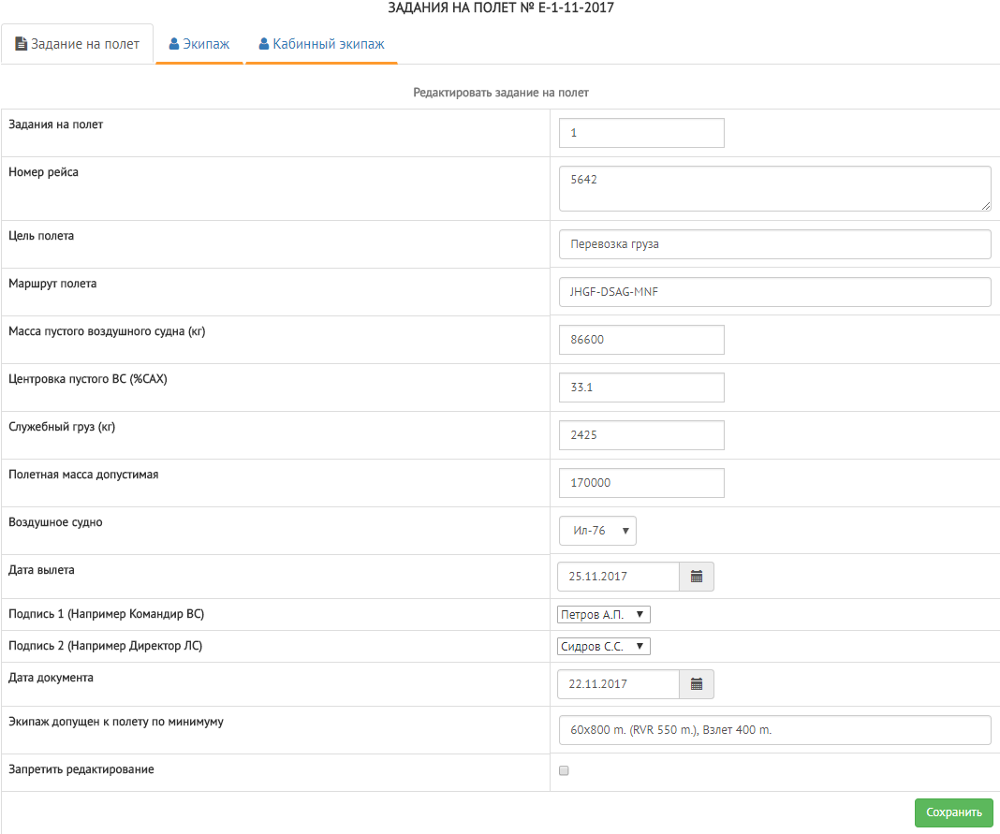 ЗАДАНИЯ НА ПОЛЕТ № E-1-11-2017
Задание на полет
Экипаж
Кабинный экипаж
Редактировать задание на полет
Задания на полет
1
Номер рейса
5642
Цель полета
Перевозка груза
Маршрут полета
JHGF-DSAG-MNF
Масса пустого воздушного судна (кг)
86600
Центровка пустого ВС (%САХ)
33.1
Служебный груз (кг)
2425
Полетная масса допустимая
170000
Воздушное судно
Ил-76
Дата вылета
25.11.2017
Подпись 1 (Например Командир ВС)
Петров А.П.
Подпись 2 (Например Директор ЛС)
Сидров С.С.
Дата документа
22.11.2017
Экипаж допущен к полету по минимуму
60x800 m. (RVR 550 m.), Взлет 400 m.
Запретить редактирование
Сохранить